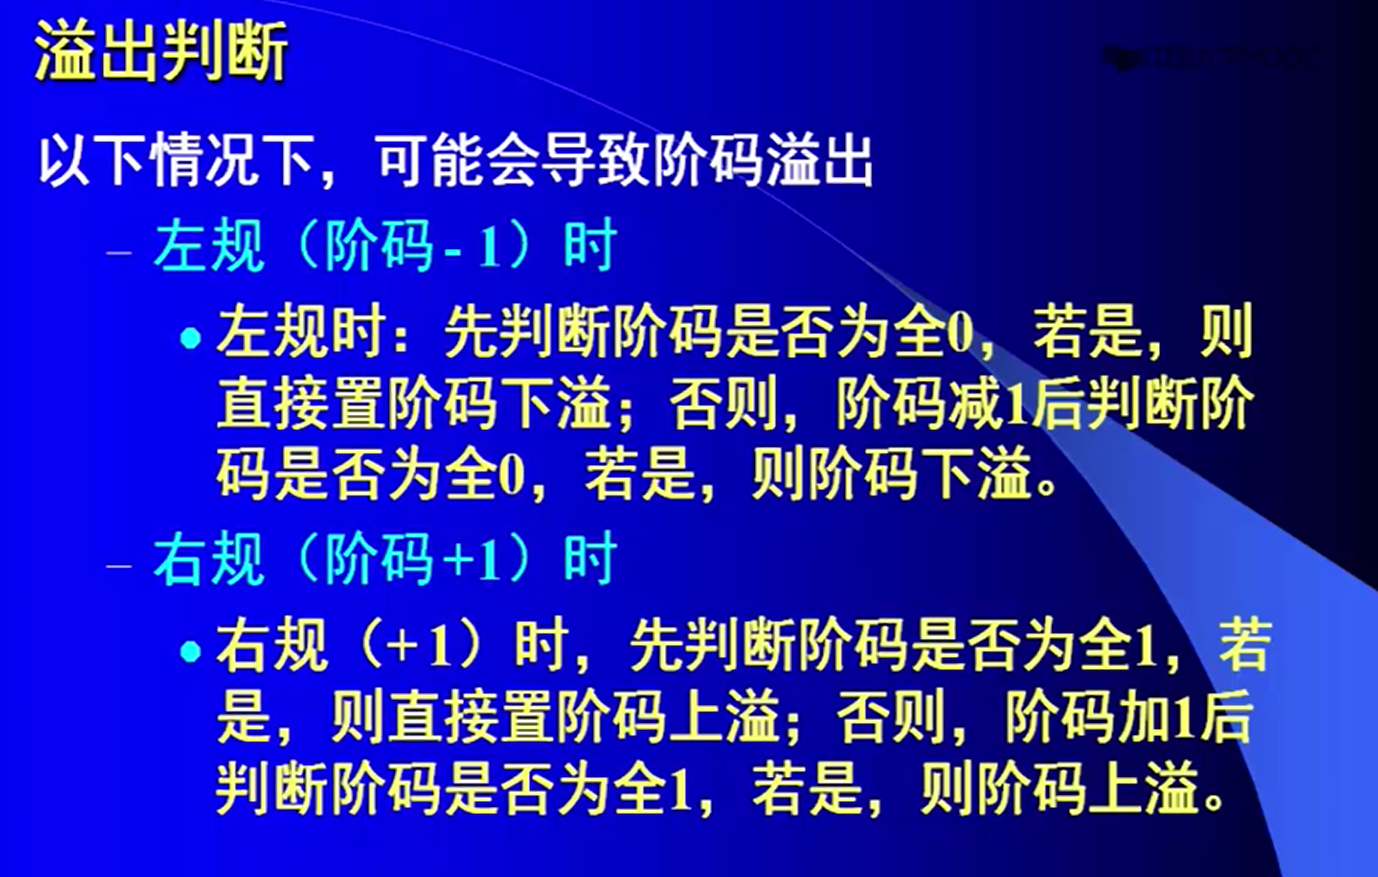 溢出判断
以下情况下，可能会导致阶码溢出
– 左规（阶码- 1）时
• 左规时：先判断阶码是否为全0，若是，则
直接置阶码下溢；否则，阶码减1后判断阶
码是否为全0，若是，则阶码下溢。
– 右规（阶码+1）时
• 右规（+ 1）时，先判断阶码是否为全1，若
是，则直接置阶码上溢；否则，阶码加1后
判断阶码是否为全1，若是，则阶码上溢。